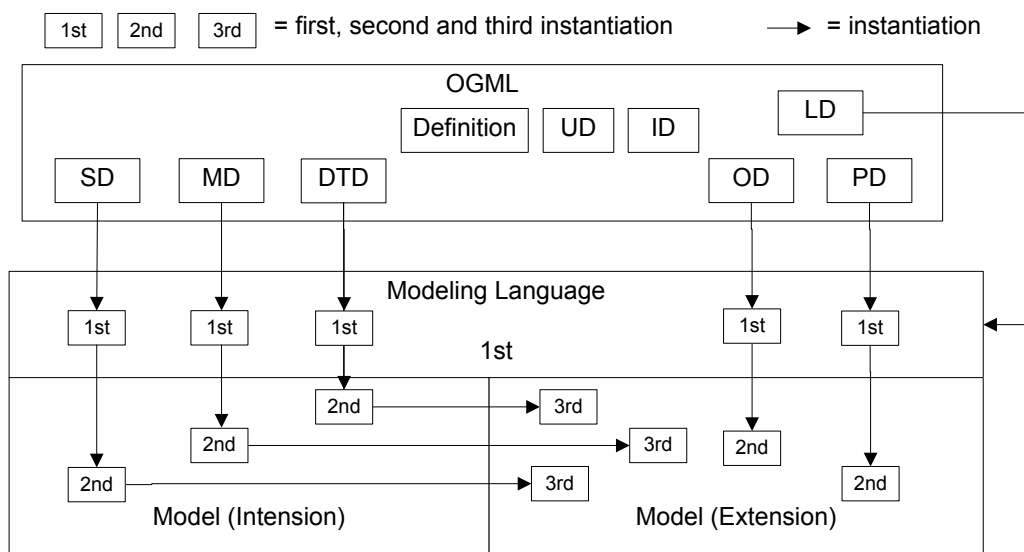 1st 2nd 3rd = first, second and third instantiation → = instantiation
OGML
LD
Definition UD ID
SD MD DTD OD PD
Modeling Language
1st 1st 1st 1st 1st
1st
2nd 3rd
2nd 3rd 2nd
2nd 3rd 2nd
Model (Intension) Model (Extension)